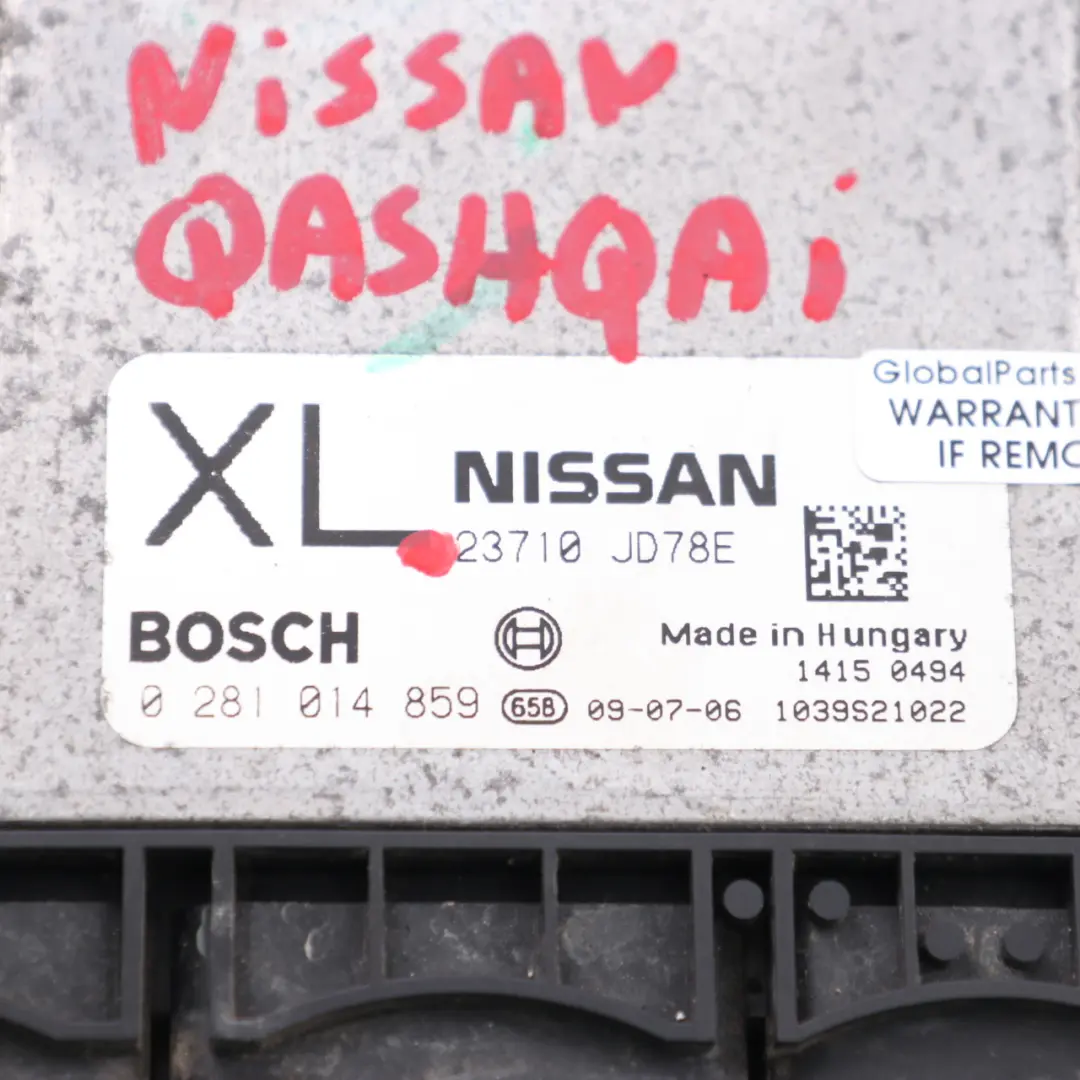 NiSSAN
QASHQAi
GlobalParts
WARRANT
IF REMO
XL
NISSAN
23710 JD78E
BOSCH
Made in Hungary
1415 0494
0 281 014 859 65B 09-07-06 1039S21022